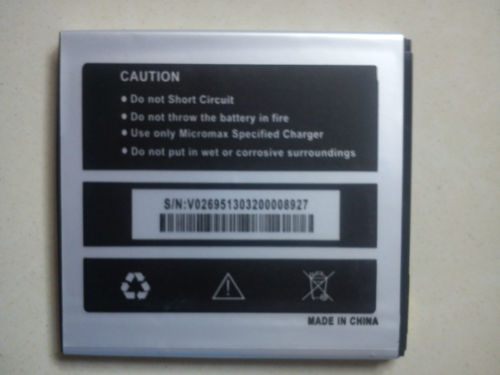 CAUTION
• Do not Short Circuit
• Do not throw the battery in fire
• Use only Micromax Specified Charger
• Do not put in wet or corrosive surroundings
S/N:V026951303200008927
MADE IN CHINA